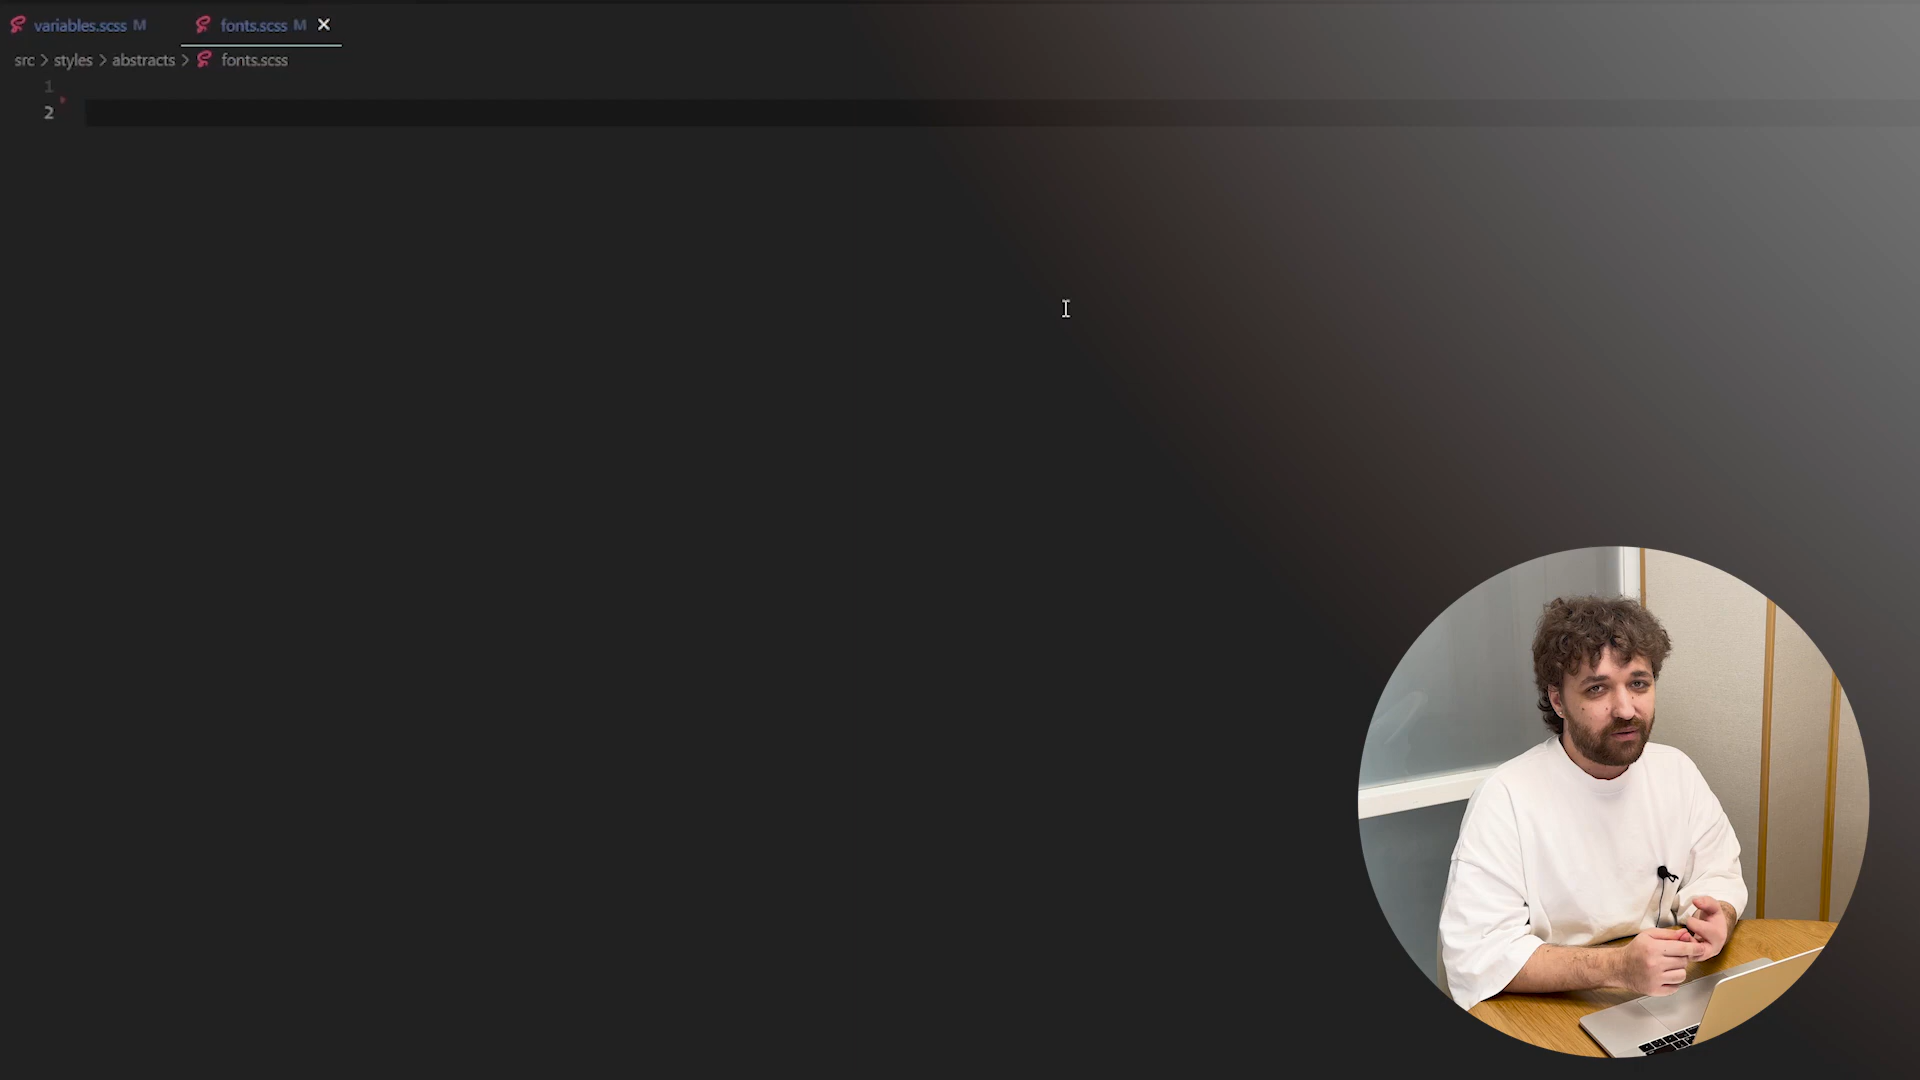 variables.scss M fonts.scss M
src > styles > abstracts > fonts.scss
1
2